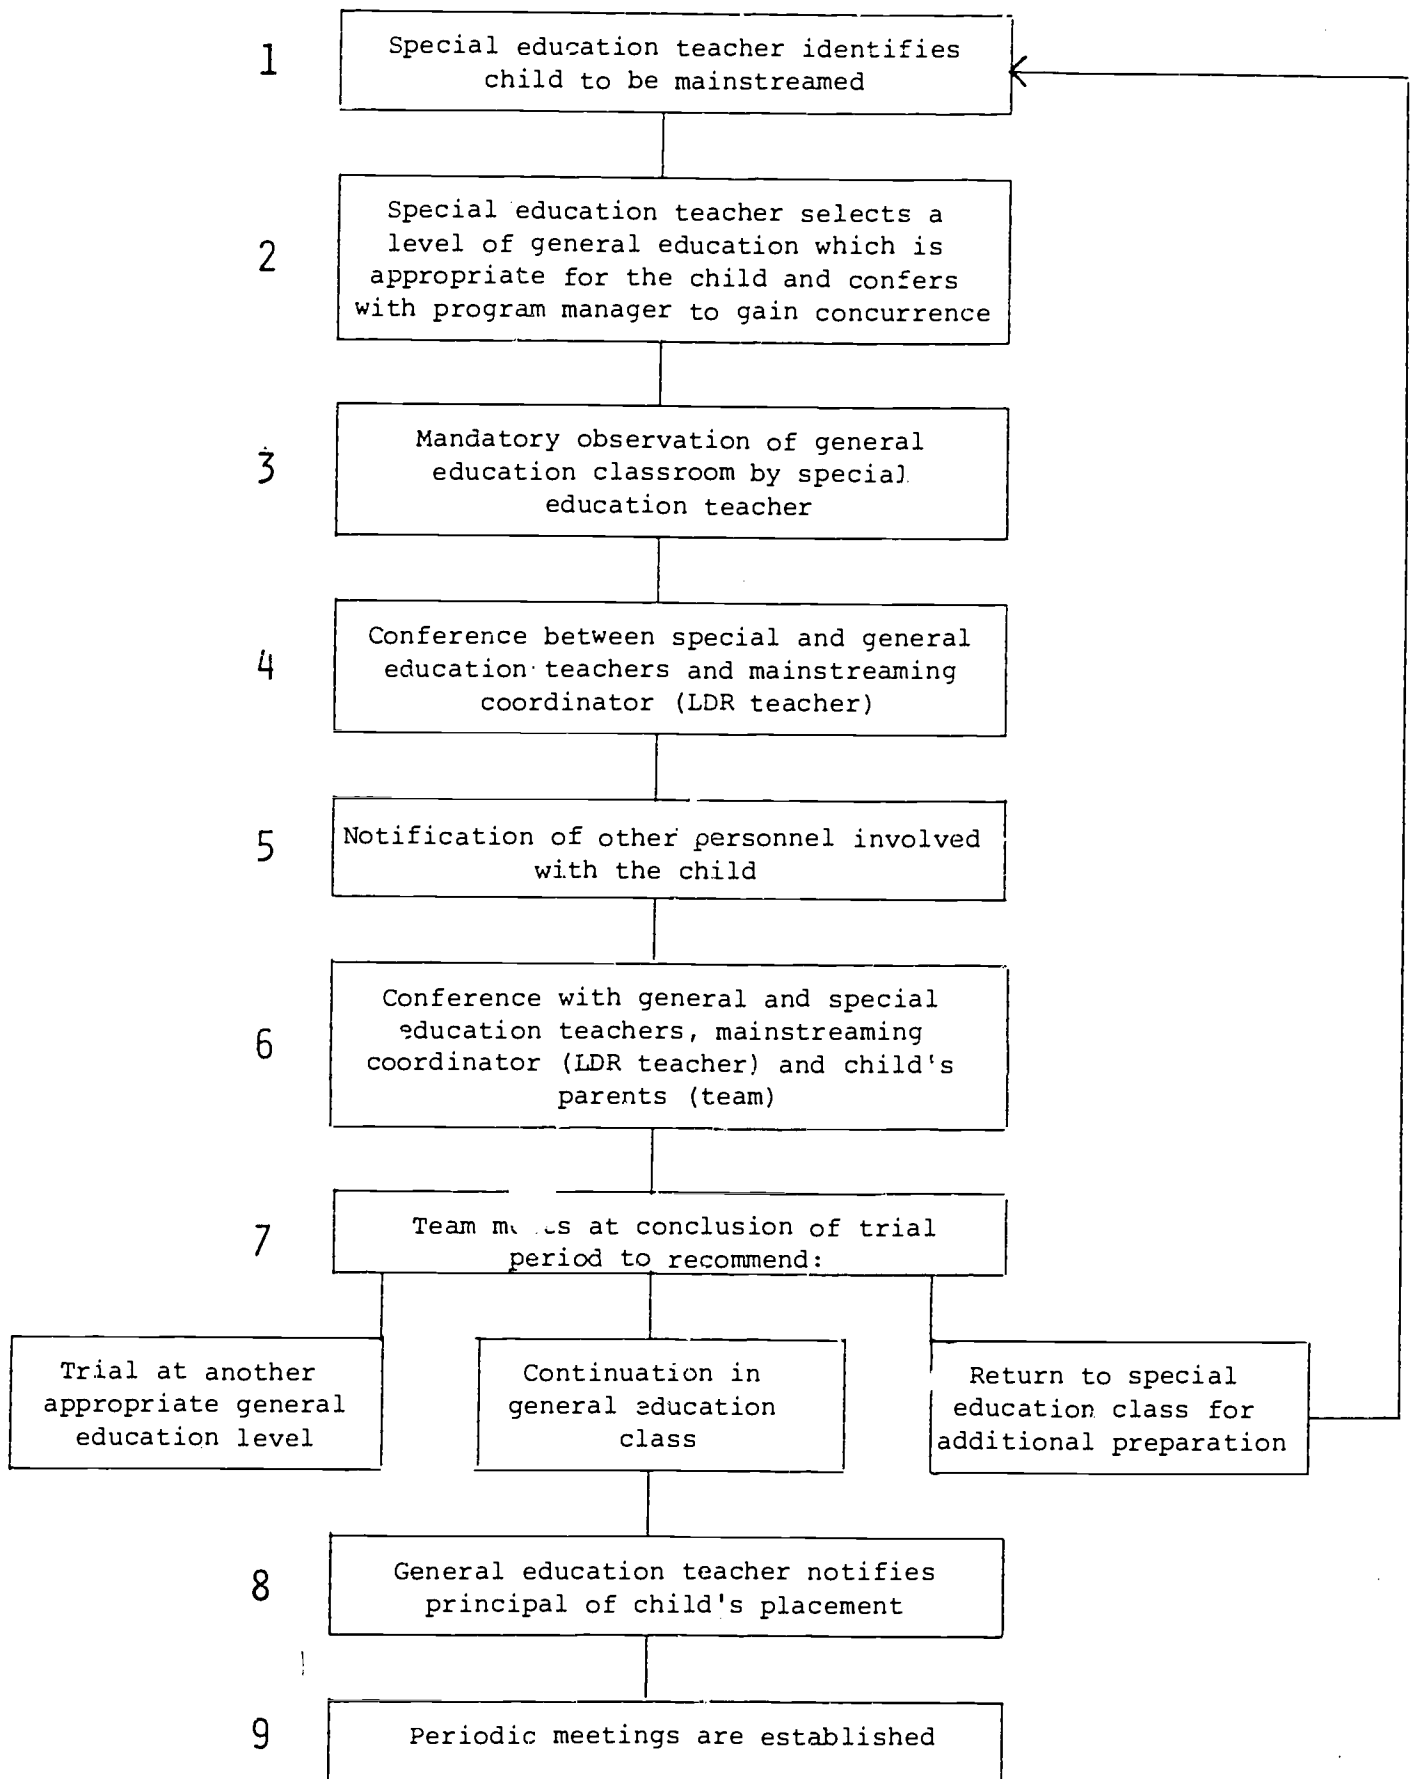 1
Special education teacher identifies
child to be mainstreamed
2
Special education teacher selects a
level of general education which is
appropriate for the child and confers
with program manager to gain concurrence
3
Mandatory observation of general
education classroom by special
education teacher
4
Conference between special and general
education teachers and mainstreaming
coordinator (LDR teacher)
5
Notification of other personnel involved
with the child
6
Conference with general and special
education teachers, mainstreaming
coordinator (LDR teacher) and child's
parents (team)
7
Team at conclusion of trial
period to recommend:
Trial at another
appropriate general
education level
Continuation in
general education
class
Return to special
education class for
additional preparation
8
General education teacher notifies
principal of child's placement
9
Periodic meetings are established